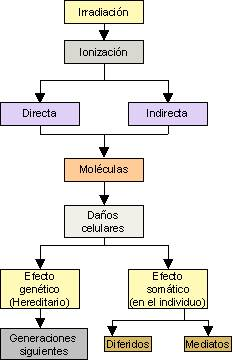 Irradiación
Ionización
Directa
Indirecta
Moléculas
Daños
celulares
Efecto
genético
(Hereditario)
Efecto
somático
(en el individuo)
Generaciones
siguientes
Diferidos
Mediatos